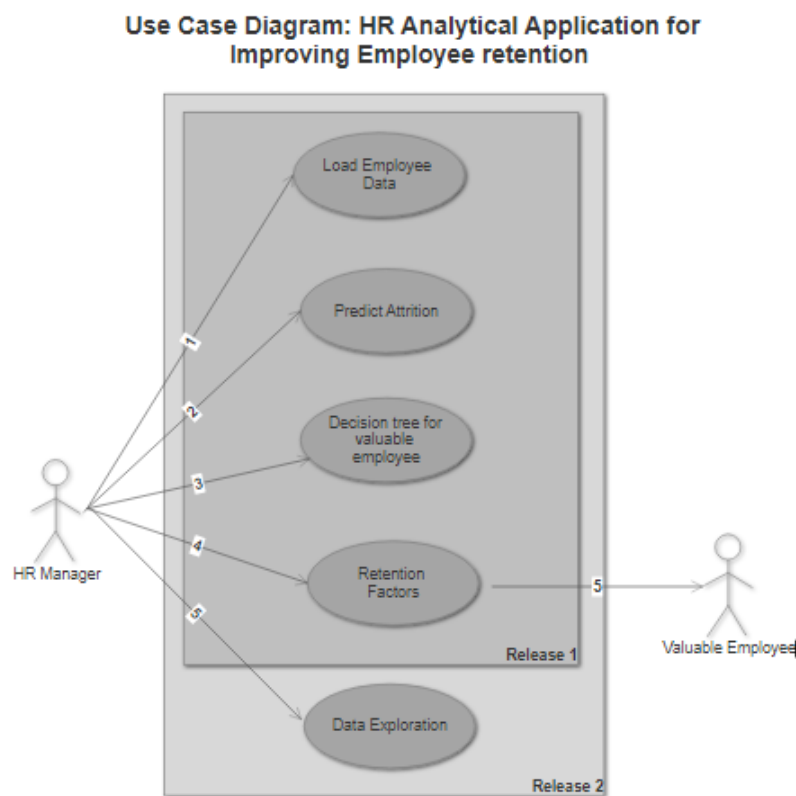 Use Case Diagram: HR Analytical Application for
Improving Employee retention
Load Employee
Data
Predict Attrition
Decision tree for
valuable
employee
Retention
Factors
Data Exploration
Release 1
Release 2
HR Manager
Valuable Employee
1
2
3
4
5
5